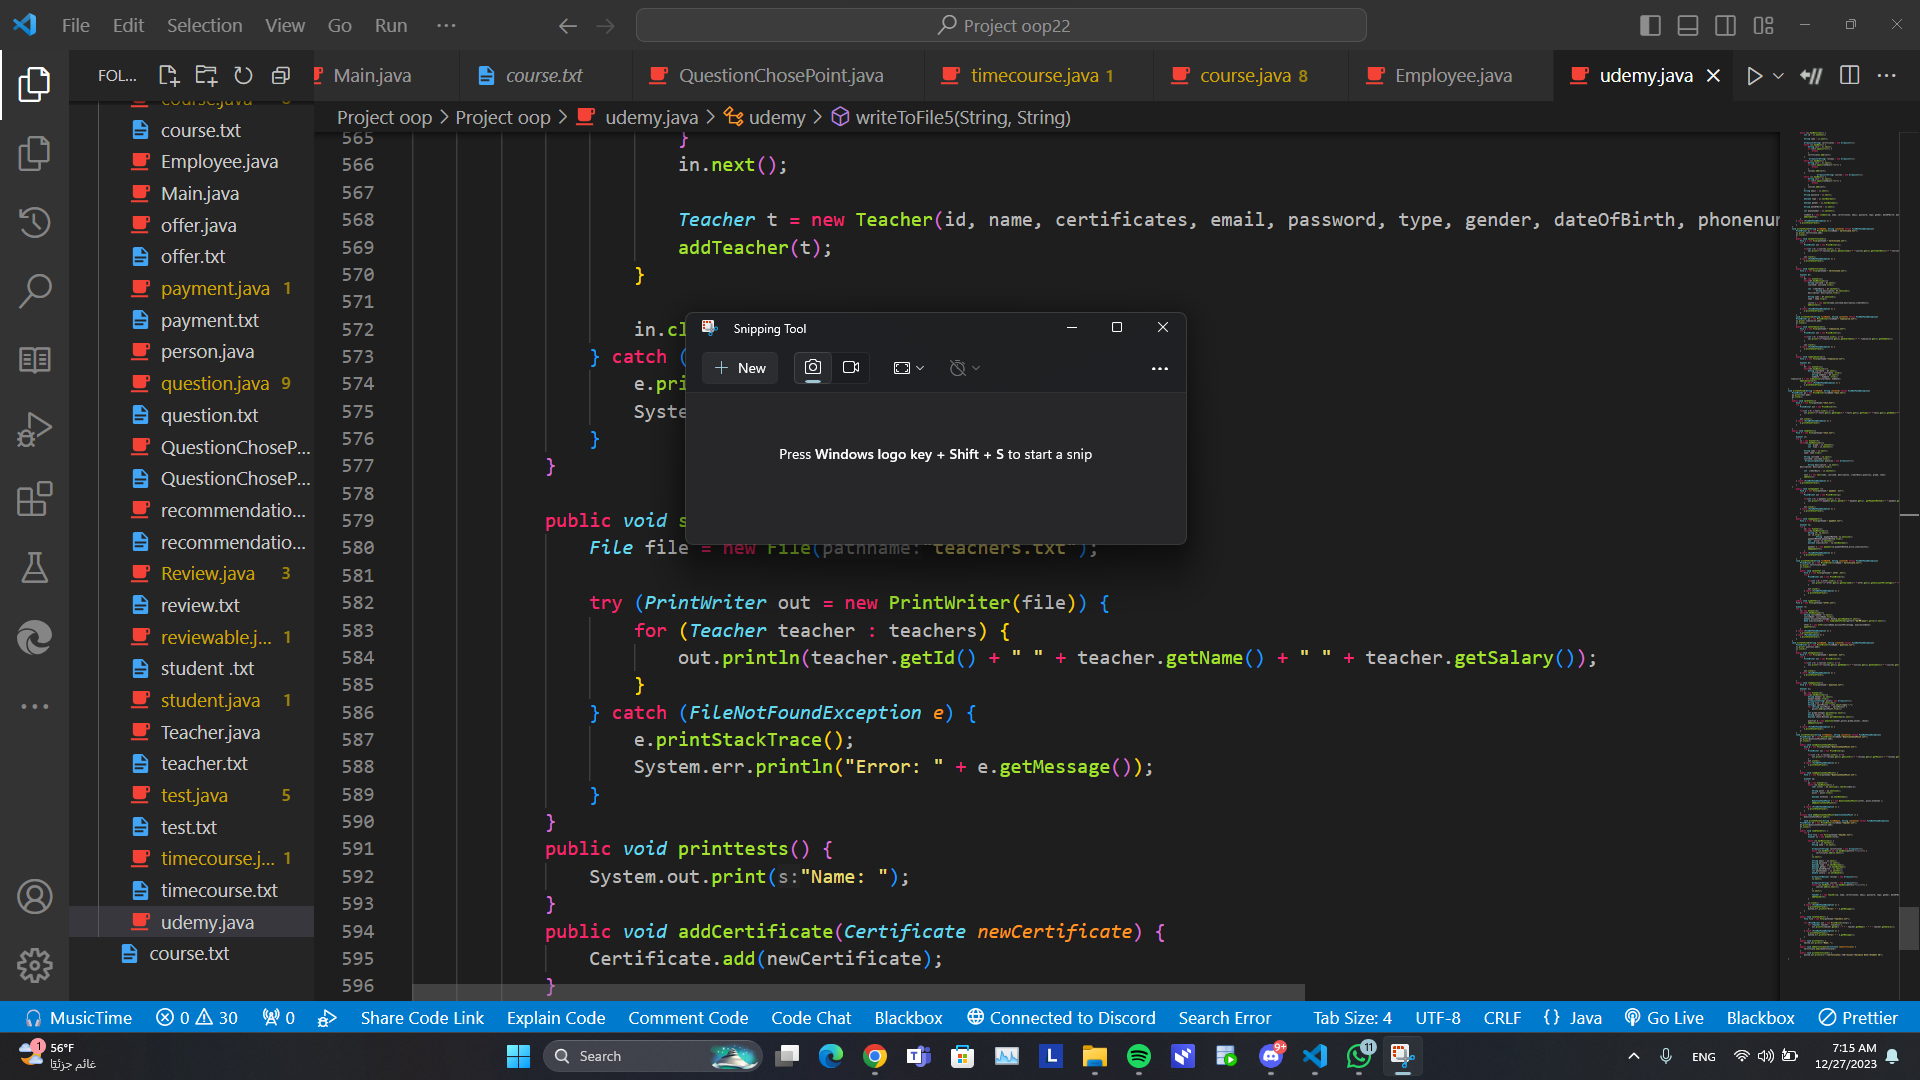 File Edit Selection View Go Run ··· Project oop22
FOL...
Main.java course.txt QuestionChosePoint.java timecourse.java 1 course.java 8 Employee.java udemy.java
Project oop > Project oop > udemy.java > udemy > writeToFile5(String, String)
course.java
course.txt
Employee.java
Main.java
offer.java
offer.txt
payment.java 1
payment.txt
person.java
question.java 9
question.txt
QuestionChoseP...
QuestionChoseP...
recommendatio...
recommendatio...
Review.java 3
review.txt
reviewable.j... 1
student .txt
student.java 1
Teacher.java
teacher.txt
test.java 5
test.txt
timecourse.j... 1
timecourse.txt
udemy.java
course.txt
565 }
566 in.next();
567
568 Teacher t = new Teacher(id, name, certificates, email, password, type, gender, dateOfBirth, phonenu
569 addTeacher(t);
570 }
571
572 in.cl
573 } catch (
574 e.pri
575 Syste
576 }
577 }
578
579 public void s
580 File file = new File(pathname:"teachers.txt");
581
582 try (PrintWriter out = new PrintWriter(file)) {
583 for (Teacher teacher : teachers) {
584 out.println(teacher.getId() + " " + teacher.getName() + " " + teacher.getSalary());
585 }
586 } catch (FileNotFoundException e) {
587 e.printStackTrace();
588 System.err.println("Error: " + e.getMessage());
589 }
590 }
591 public void printtests() {
592 System.out.print(s:"Name: ");
593 }
594 public void addCertificate(Certificate newCertificate) {
595 Certificate.add(newCertificate);
596 }
Snipping Tool
New
Press Windows logo key + Shift + S to start a snip
MusicTime 0 30 0 Share Code Link Explain Code Comment Code Code Chat Blackbox Connected to Discord Search Error Tab Size: 4 UTF-8 CRLF {} Java Go Live Blackbox Prettier
1 56°F
غائم جزئيًا
Search
9+
11
ENG
7:15 AM
12/27/2023